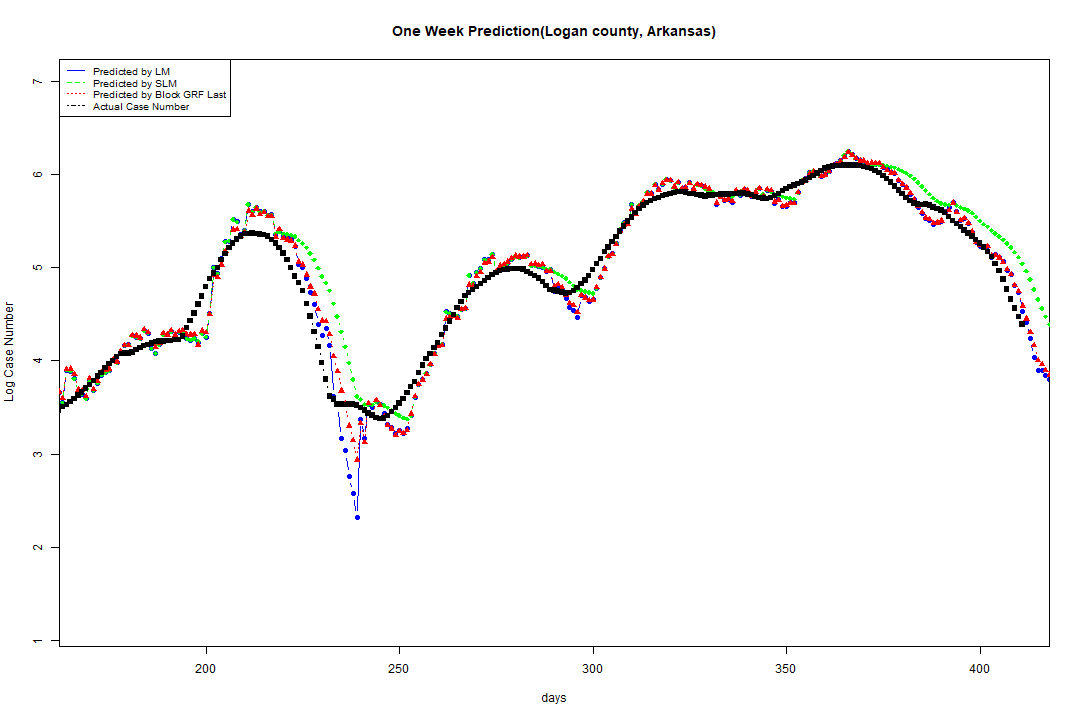 One Week Prediction(Logan county, Arkansas)
Predicted by LM
Predicted by SLM
Predicted by Block GRF Last
Actual Case Number
7
6
5
4
3
2
1
Log Case Number
200 250 300 350 400
days